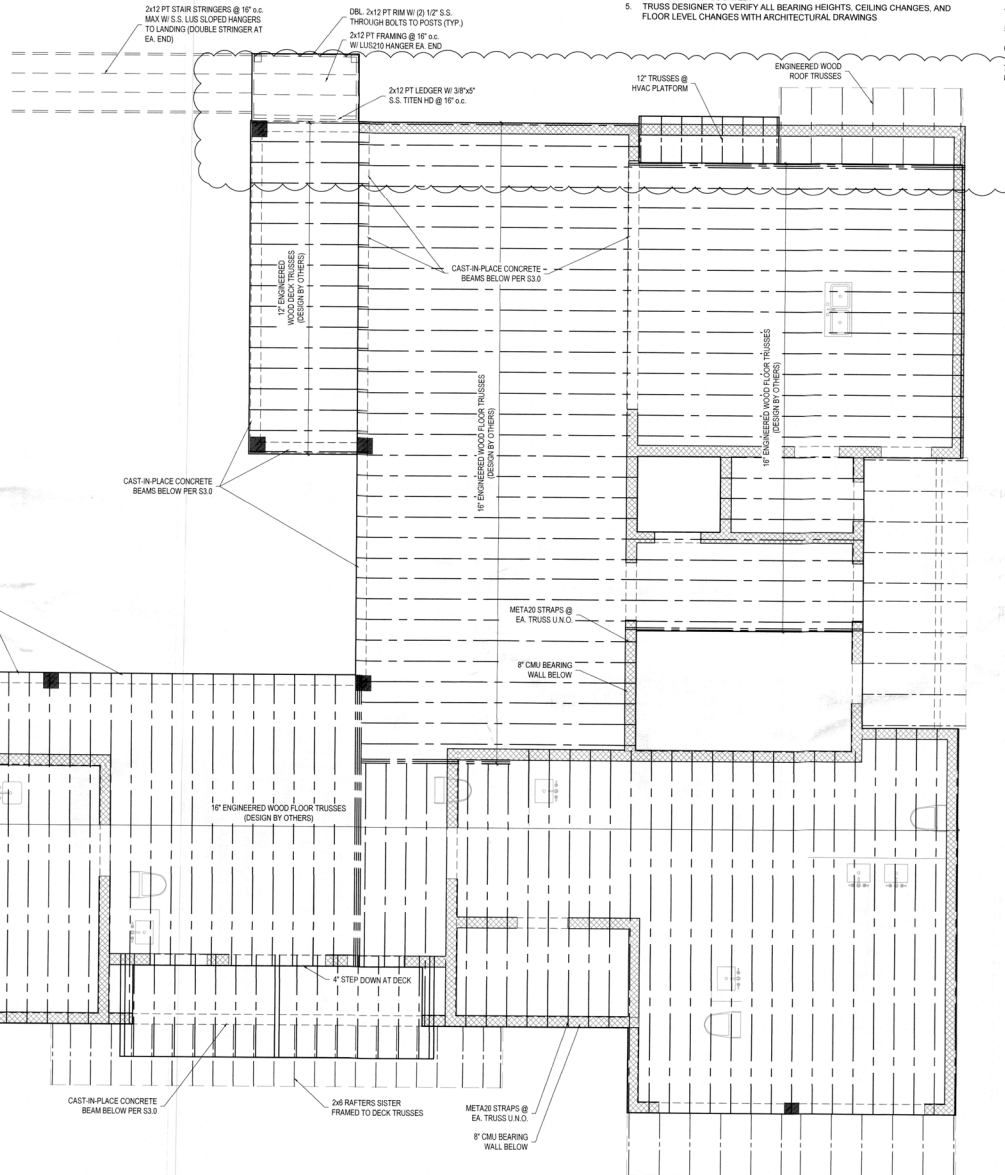 2x12 PT STAIR STRINGERS @ 16" o.c.
MAX W/ S.S. LUS SLOPED HANGERS
TO LANDING (DOUBLE STRINGER AT
EA. END)
DBL. 2x12 PT RIM W/ (2) 1/2" S.S.
THROUGH BOLTS TO POSTS (TYP.)
2x12 PT FRAMING @ 16" o.c.
W/ LUS210 HANGER EA. END
2x12 PT LEDGER W/ 3/8"x5"
S.S. TITEN HD @ 16" o.c.
5. TRUSS DESIGNER TO VERIFY ALL BEARING HEIGHTS, CEILING CHANGES, AND
FLOOR LEVEL CHANGES WITH ARCHITECTURAL DRAWINGS
12" TRUSSES @
HVAC PLATFORM
ENGINEERED WOOD
ROOF TRUSSES
CAST-IN-PLACE CONCRETE
BEAMS BELOW PER S3.0
12" ENGINEERED
WOOD DECK TRUSSES
(DESIGN BY OTHERS)
16" ENGINEERED WOOD FLOOR TRUSSES
(DESIGN BY OTHERS)
16" ENGINEERED WOOD FLOOR TRUSSES
(DESIGN BY OTHERS)
CAST-IN-PLACE CONCRETE
BEAMS BELOW PER S3.0
META20 STRAPS @
EA. TRUSS U.N.O.
8" CMU BEARING
WALL BELOW
16" ENGINEERED WOOD FLOOR TRUSSES
(DESIGN BY OTHERS)
4" STEP DOWN AT DECK
CAST-IN-PLACE CONCRETE
BEAM BELOW PER S3.0
2x6 RAFTERS SISTER
FRAMED TO DECK TRUSSES
META20 STRAPS @
EA. TRUSS U.N.O.
8" CMU BEARING
WALL BELOW